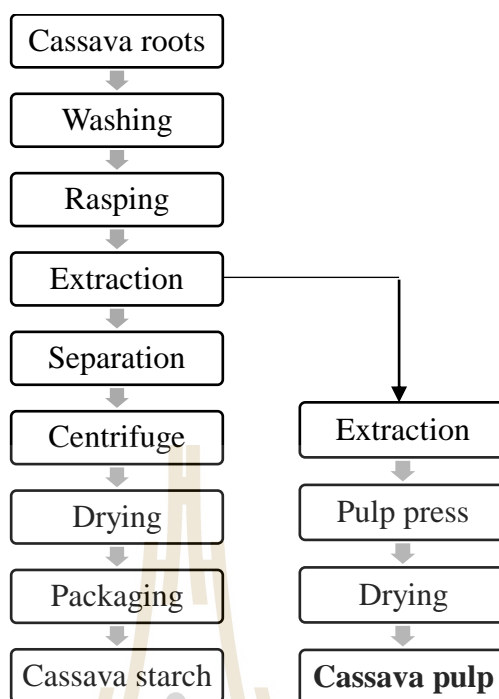 Cassava roots
Washing
Rasping
Extraction
Separation
Centrifuge
Drying
Packaging
Cassava starch
Extraction
Pulp press
Drying
Cassava pulp